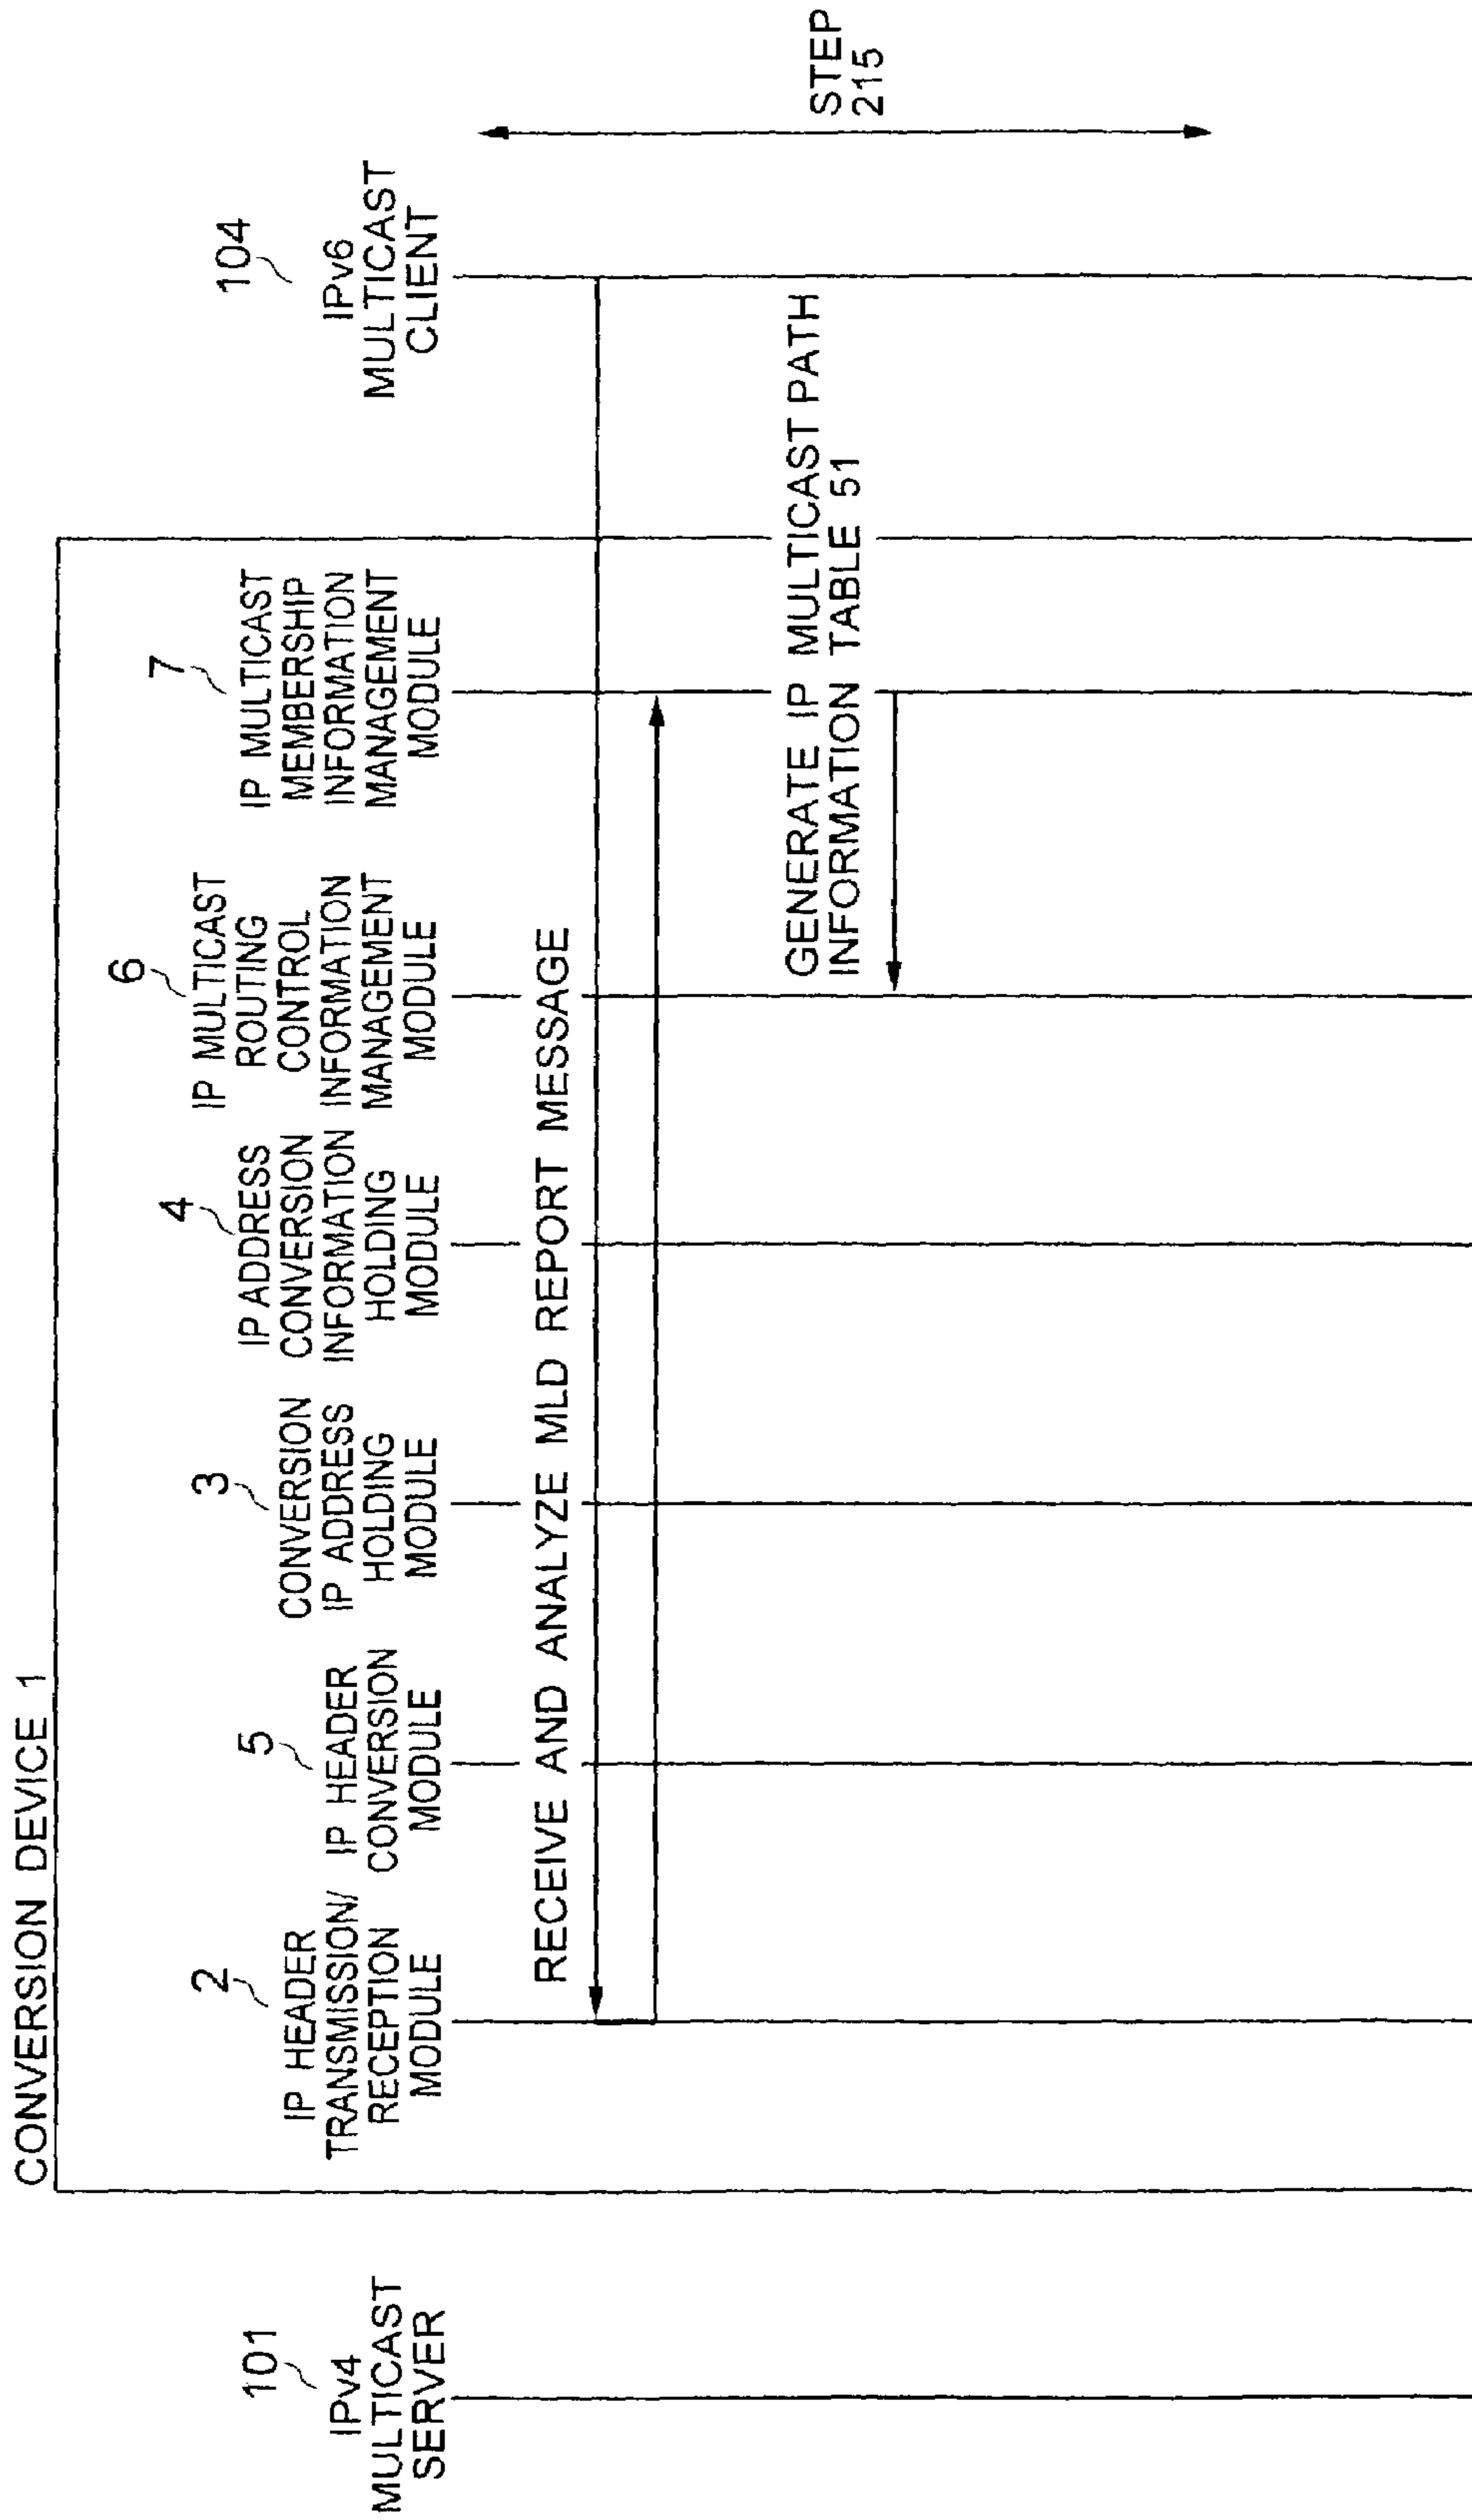 CONVERSION DEVICE 1
101
IPv4
MULTICAST
SERVER
2
IP HEADER
TRANSMISSION/
RECEPTION
MODULE
5
IP HEADER
CONVERSION
MODULE
3
CONVERSION
IP ADDRESS
HOLDING
MODULE
4
IP ADDRESS
CONVERSION
INFORMATION
HOLDING
MODULE
6
IP MULTICAST
ROUTING
CONTROL
INFORMATION
MANAGEMENT
MODULE
7
IP MULTICAST
MEMBERSHIP
INFORMATION
MANAGEMENT
MODULE
104
IPv6
MULTICAST
CLIENT
RECEIVE AND ANALYZE MLD REPORT MESSAGE
GENERATE IP MULTICAST PATH
INFORMATION TABLE 51
STEP
215